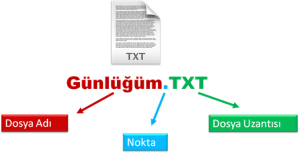 TXT
Günlüğüm.TXT
Dosya Adı
Nokta
Dosya Uzantısı